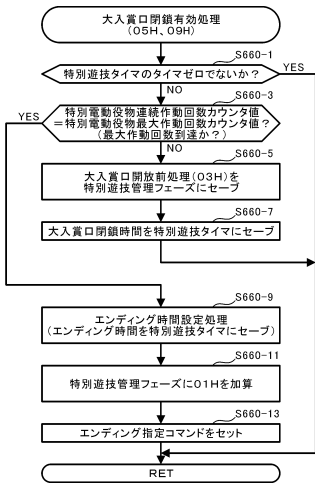 大入賞口閉鎖有効処理
（０５Ｈ、０９Ｈ）
S660-1
特別遊技タイマのタイマゼロでないか？
YES
NO
S660-3
YES
特別電動役物連続作動回数カウンタ値
＝特別電動役物最大作動回数カウンタ値？
（最大作動回数到達か？）
NO
S660-5
大入賞口開放前処理（０３Ｈ）を
特別遊技管理フェーズにセーブ
S660-7
大入賞口閉鎖時間を特別遊技タイマにセーブ
S660-9
エンディング時間設定処理
（エンディング時間を特別遊技タイマにセーブ）
S660-11
特別遊技管理フェーズに０１Ｈを加算
S660-13
エンディング指定コマンドをセット
ＲＥＴ